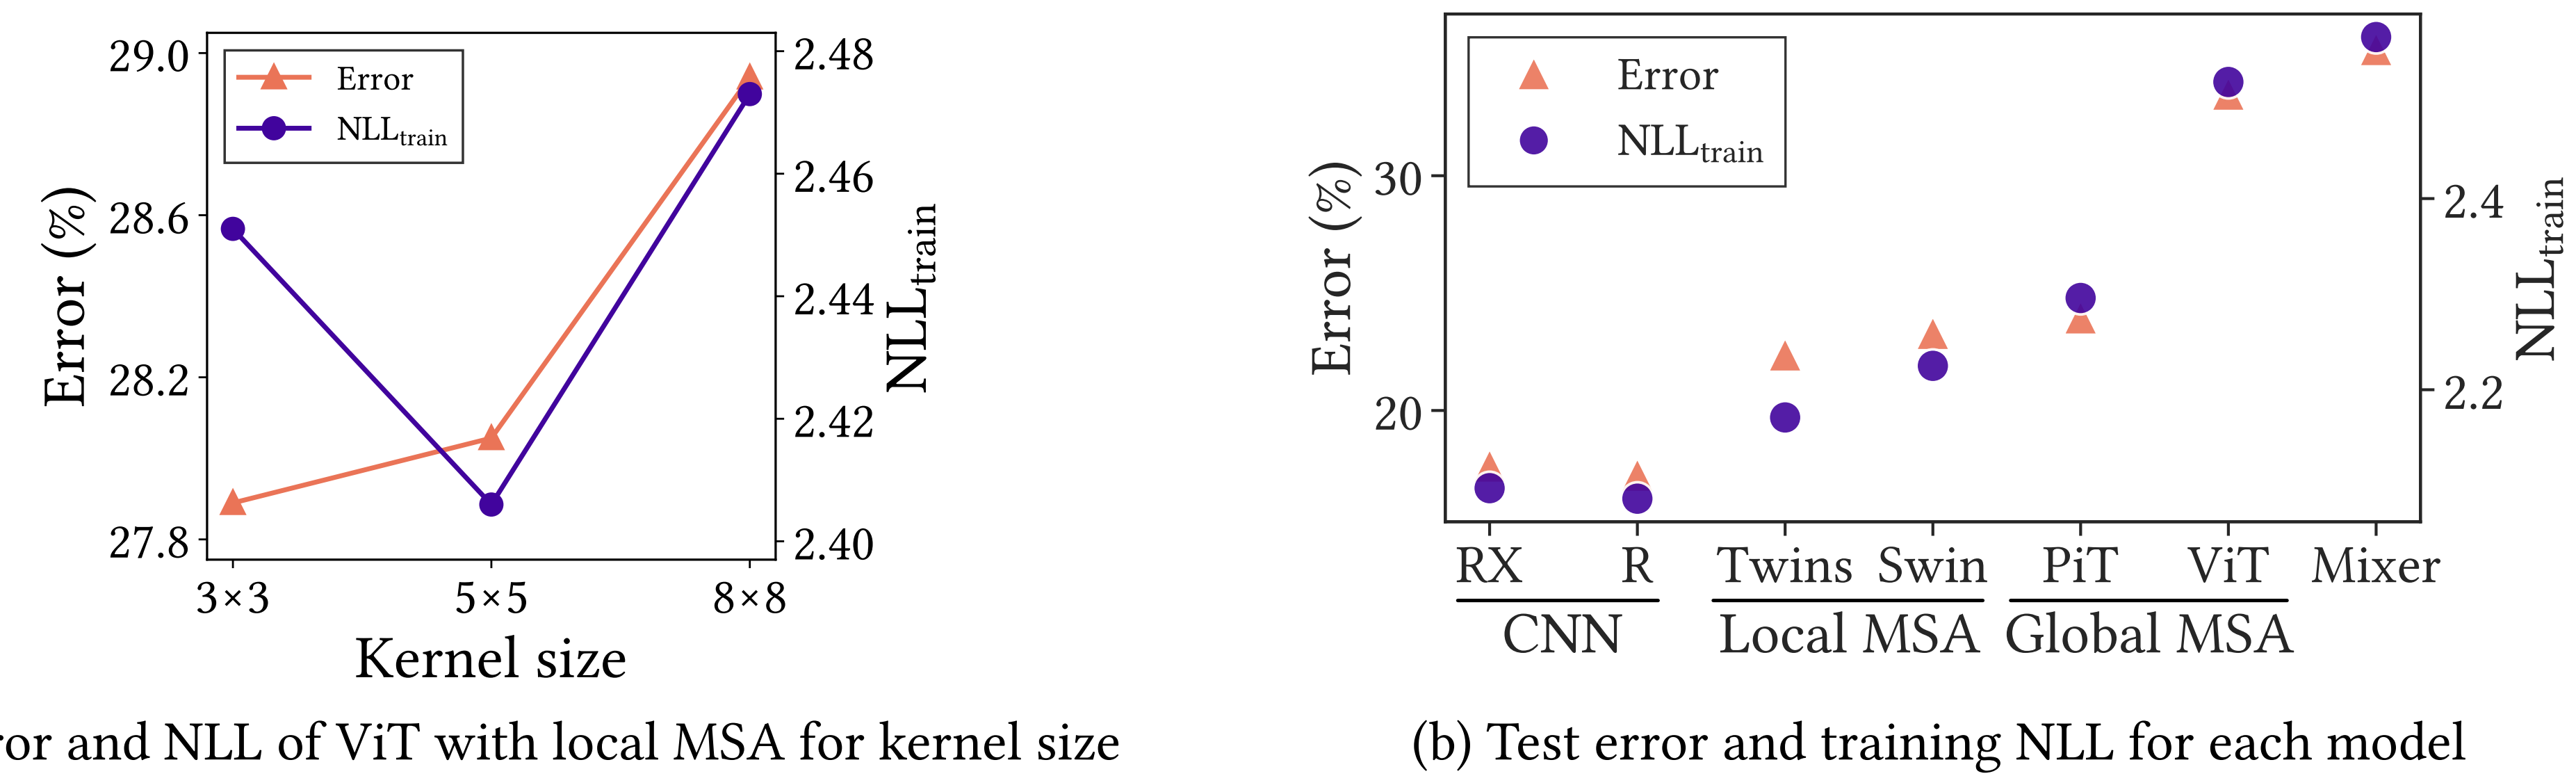 Error
NLLtrain
29.0
28.6
28.2
27.8
Error (%)
2.48
2.46
2.44
2.42
2.40
NLLtrain
3×3 5×5 8×8
Kernel size
and NLL of ViT with local MSA for kernel size
Error
NLLtrain
30
20
Error (%)
2.4
2.2
NLLtrain
RX R Twins Swin PiT ViT Mixer
CNN Local MSA Global MSA
(b) Test error and training NLL for each model